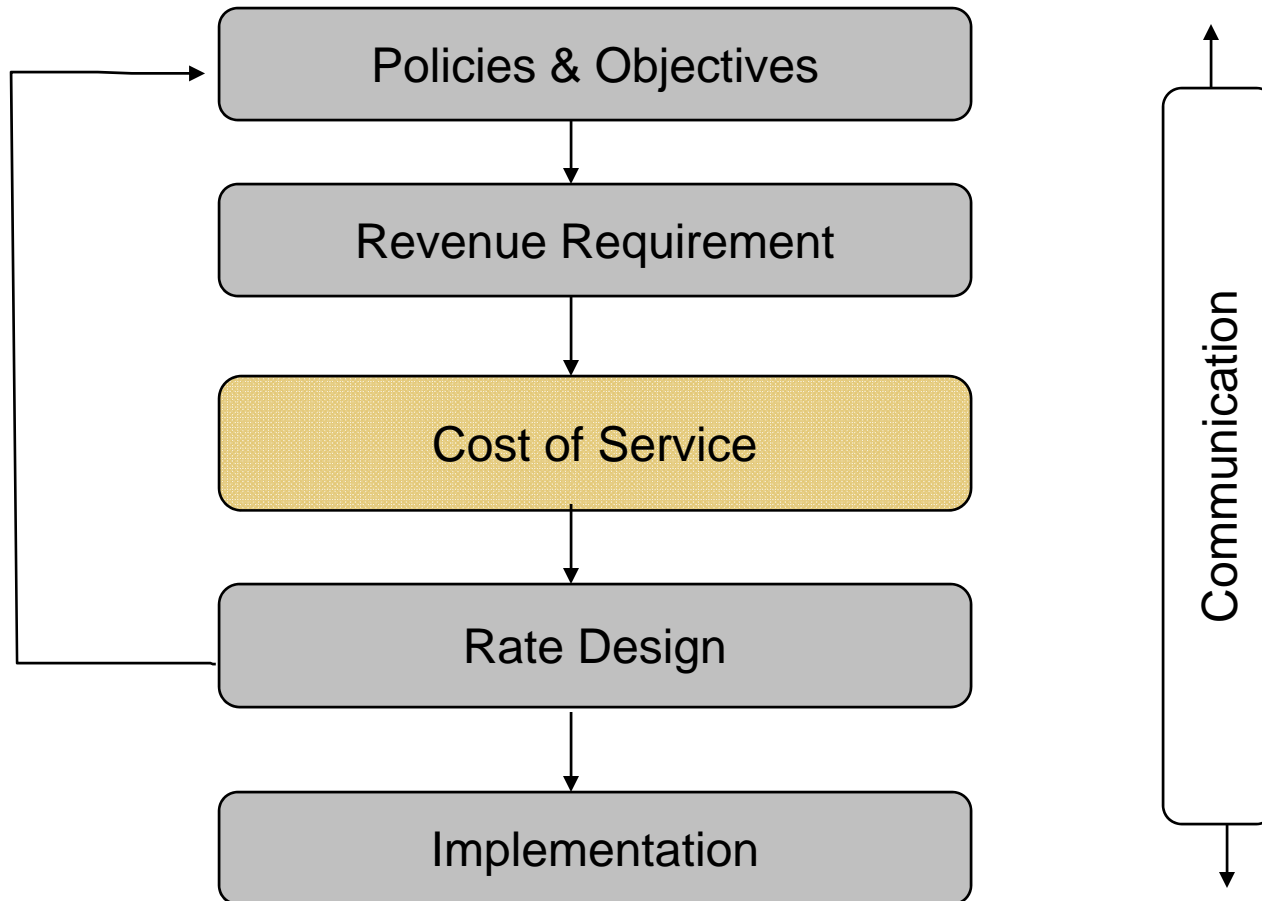 Policies & Objectives
Revenue Requirement
Cost of Service
Rate Design
Implementation
Communication